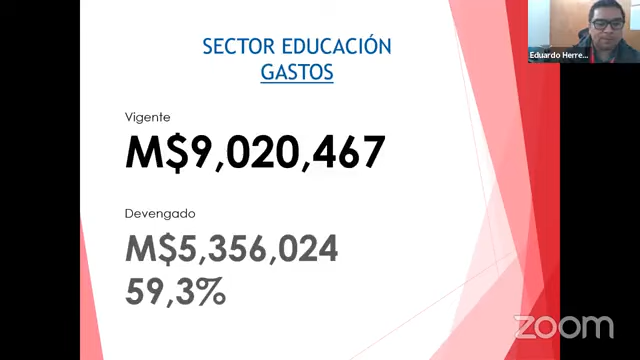 SECTOR EDUCACIÓN
GASTOS
Vigente
M$9,020,467
Devengado
M$5,356,024
59,3%
Eduardo Herre...
zoom